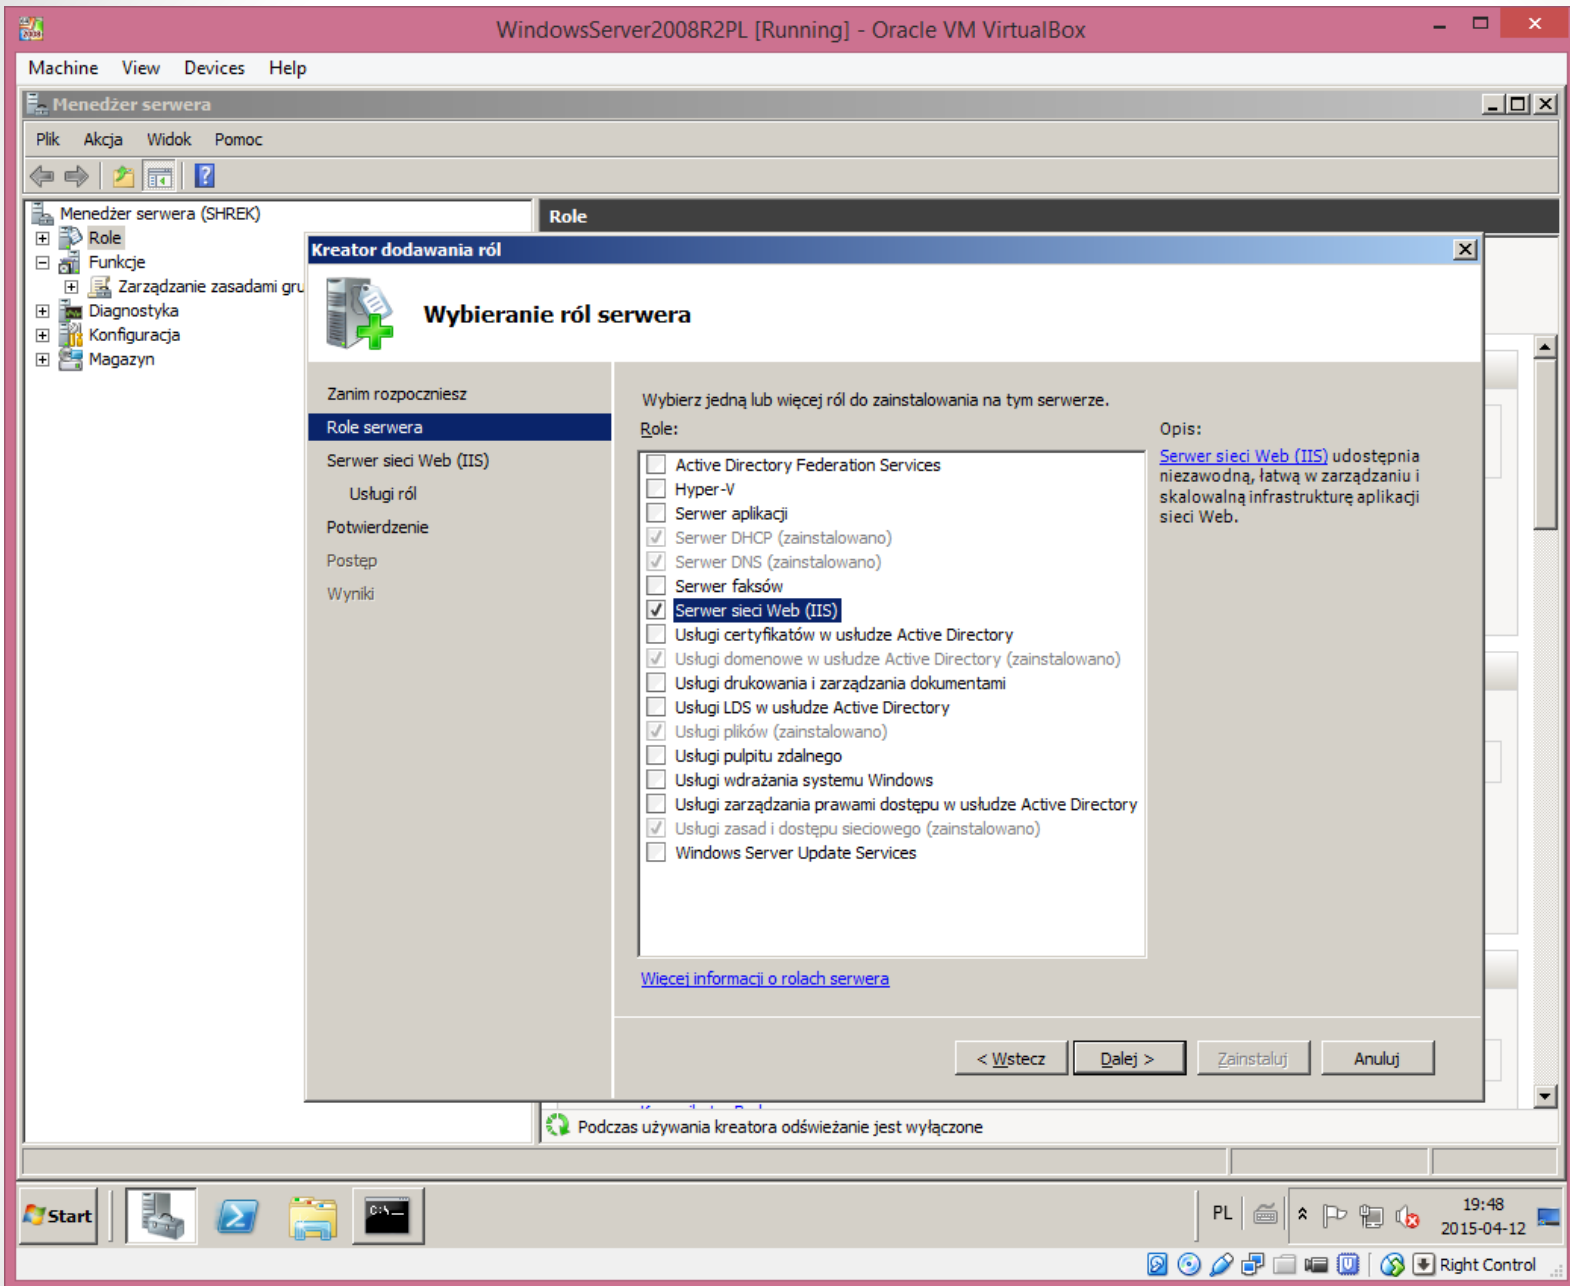 WindowsServer2008R2PL [Running] - Oracle VM VirtualBox
Machine View Devices Help
Menedżer serwera
Plik Akcja Widok Pomoc
Menedżer serwera (SHREK)
Role
Funkcje
Zarządzanie zasadami gru
Diagnostyka
Konfiguracja
Magazyn
Role
Kreator dodawania ról
Wybieranie ról serwera
Zanim rozpoczniesz
Role serwera
Serwer sieci Web (IIS)
Usługi ról
Potwierdzenie
Postęp
Wyniki
Wybierz jedną lub więcej ról do zainstalowania na tym serwerze.
Role:
Active Directory Federation Services
Hyper-V
Serwer aplikacji
Serwer DHCP (zainstalowano)
Serwer DNS (zainstalowano)
Serwer faksów
Serwer sieci Web (IIS)
Usługi certyfikatów w usłudze Active Directory
Usługi domenowe w usłudze Active Directory (zainstalowano)
Usługi drukowania i zarządzania dokumentami
Usługi LDS w usłudze Active Directory
Usługi plików (zainstalowano)
Usługi pulpitu zdalnego
Usługi wdrażania systemu Windows
Usługi zarządzania prawami dostępu w usłudze Active Directory
Usługi zasad i dostępu sieciowego (zainstalowano)
Windows Server Update Services
Więcej informacji o rolach serwera
Opis:
Serwer sieci Web (IIS) udostępnia
niezawodną, łatwą w zarządzaniu i
skalowalną infrastrukturę aplikacji
sieci Web.
< Wstecz Dalej > Zainstaluj Anuluj
Podczas używania kreatora odświeżanie jest wyłączone
Start
C:\_
PL
19:48
2015-04-12
Right Control